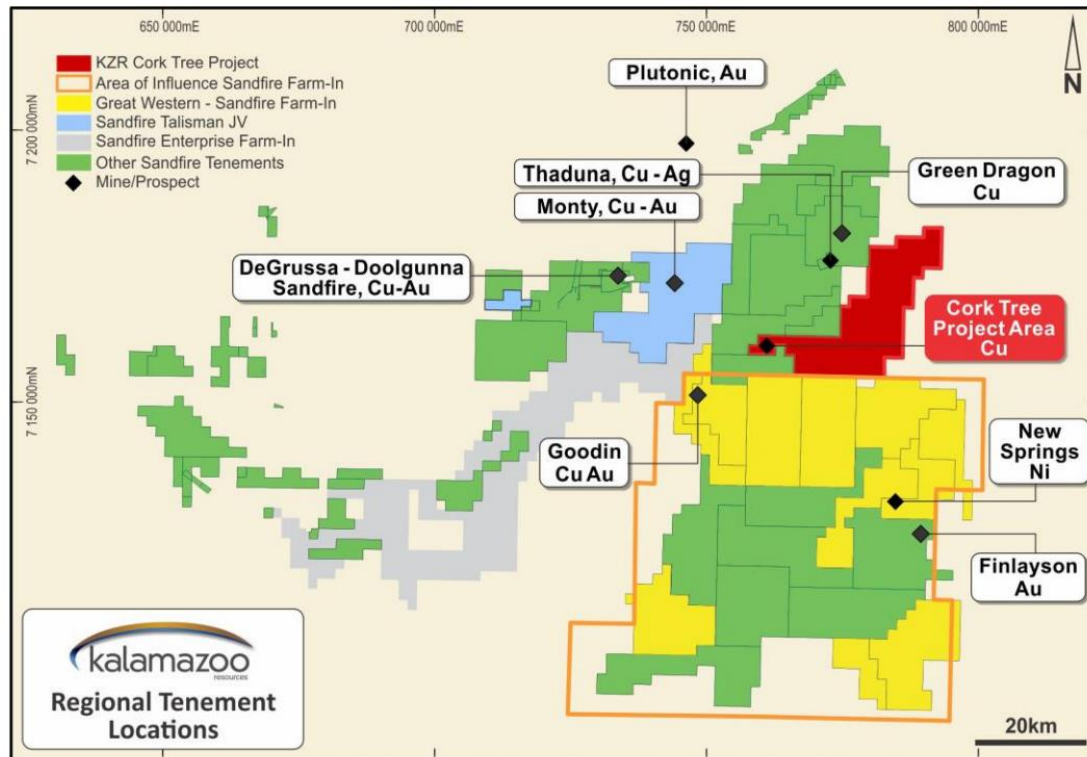 650 000mE
700 000mE
750 000mE
800 000mE
KZR Cork Tree Project
Area of Influence Sandfire Farm-In
Great Western - Sandfire Farm-In
Sandfire Talisman JV
Sandfire Enterprise Farm-In
Other Sandfire Tenements
Mine/Prospect
N
7 200 000mN
7 150 000mN
Plutonic, Au
Thaduna, Cu - Ag
Monty, Cu - Au
Green Dragon
Cu
DeGrussa - Doolgunna
Sandfire, Cu-Au
Cork Tree
Project Area
Cu
Goodin
Cu Au
New
Springs
Ni
Finlayson
Au
kalamazoo
resources
Regional Tenement
Locations
20km